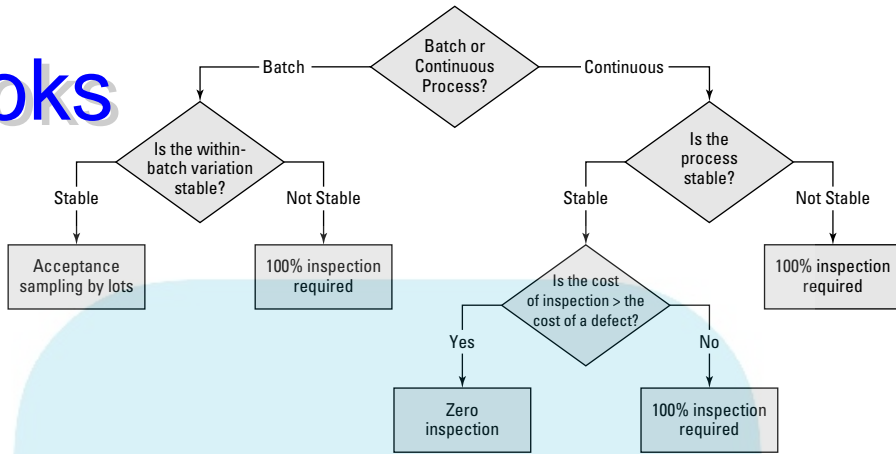 oks
Batch or
Continuous
Process?
Batch
Continuous
Is the within-
batch variation
stable?
Is the
process
stable?
Stable
Not Stable
Stable
Not Stable
Acceptance
sampling by lots
100% inspection
required
Is the cost
of inspection > the
cost of a defect?
100% inspection
required
Yes
No
Zero
inspection
100% inspection
required